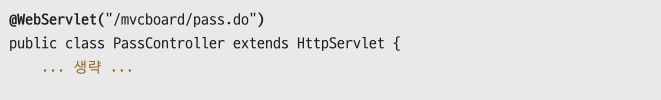 @WebServlet("/mvcboard/pass.do")
public class PassController extends HttpServlet {
... 생략 ...